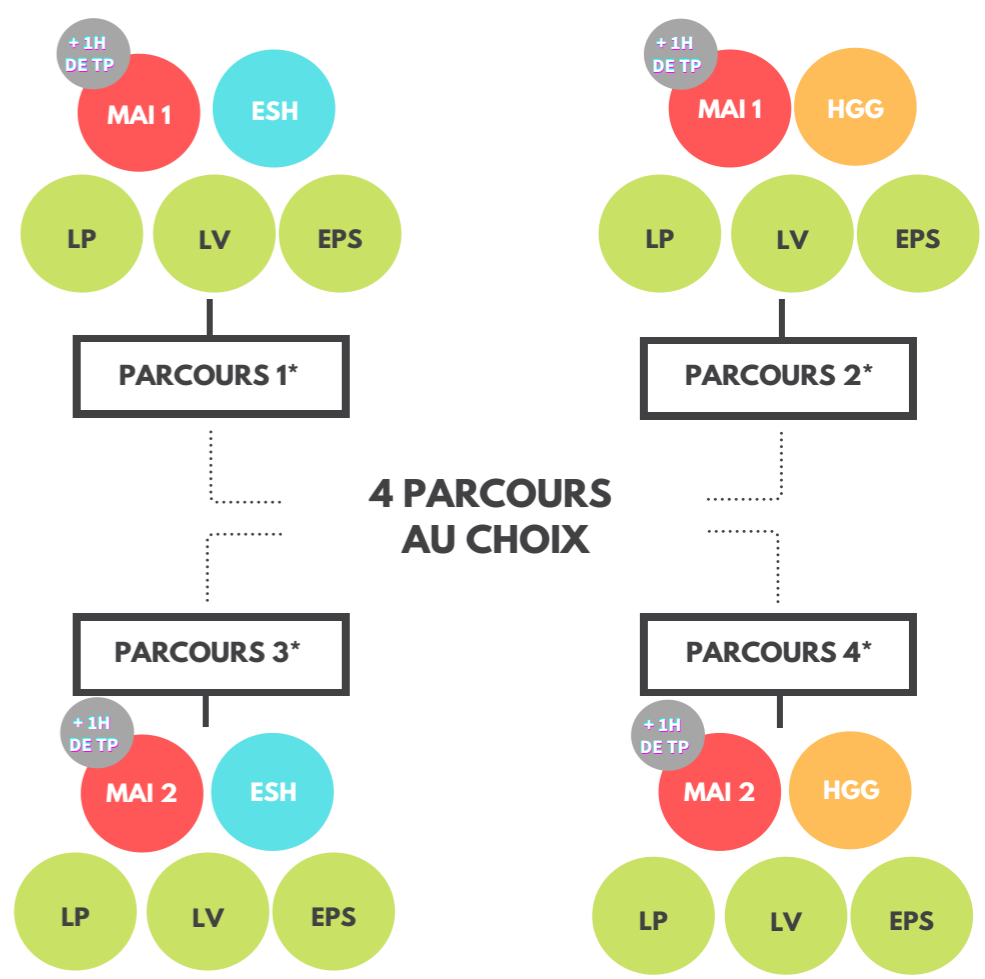 + 1H
DE TP
MAI 1
ESH
LP
LV
EPS
PARCOURS 1*
+ 1H
DE TP
MAI 1
HGG
LP
LV
EPS
PARCOURS 2*
4 PARCOURS
AU CHOIX
PARCOURS 3*
+ 1H
DE TP
MAI 2
ESH
LP
LV
EPS
PARCOURS 4*
+ 1H
DE TP
MAI 2
HGG
LP
LV
EPS